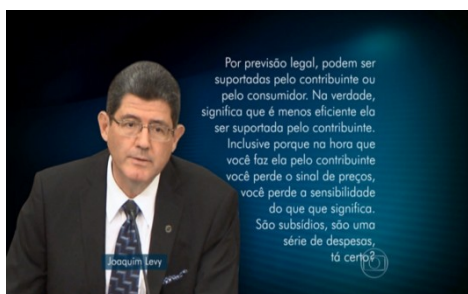 Por previsão legal, podem ser
suportadas pelo contribuinte ou
pelo consumidor. Na verdade,
significa que é menos eficiente ela
ser suportada pelo contribuinte.
Inclusive porque na hora que
você faz ela pelo contribuinte
você perde o sinal de preços,
você perde a sensibilidade
do que que significa.
São subsídios, são uma
série de despesas,
tá certo?
Joaquim Levy